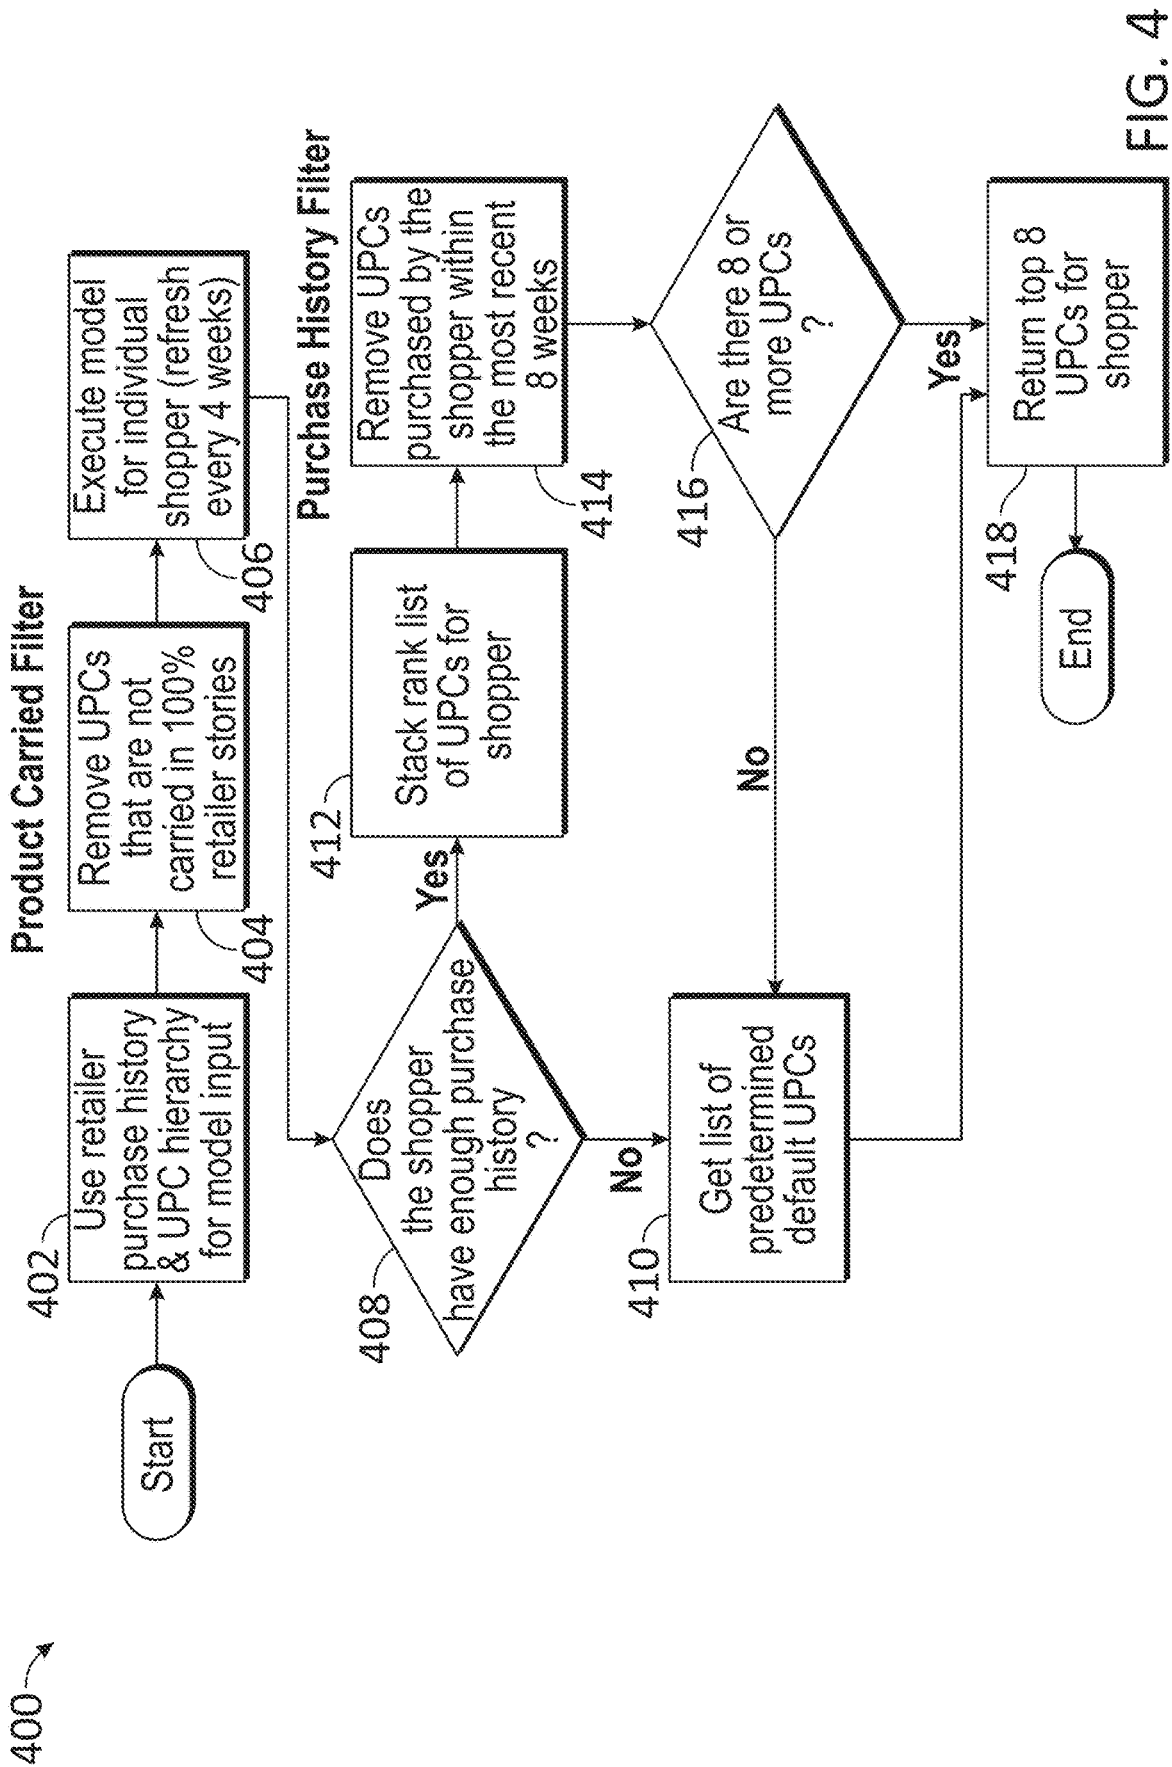 400
Start
402
Use retailer
purchase history
& UPC hierarchy
for model input
Product Carried Filter
404
Remove UPCs
that are not
carried in 100%
retailer stories
406
Execute model
for individual
shopper (refresh
every 4 weeks)
408
Does
the shopper
have enough purchase
history
?
Yes
No
410
Get list of
predetermined
default UPCs
412
Stack rank list
of UPCs for
shopper
Purchase History Filter
414
Remove UPCs
purchased by the
shopper within
the most recent
8 weeks
416
Are there 8 or
more UPCs
?
No
Yes
418
Return top 8
UPCs for
shopper
End
FIG. 4